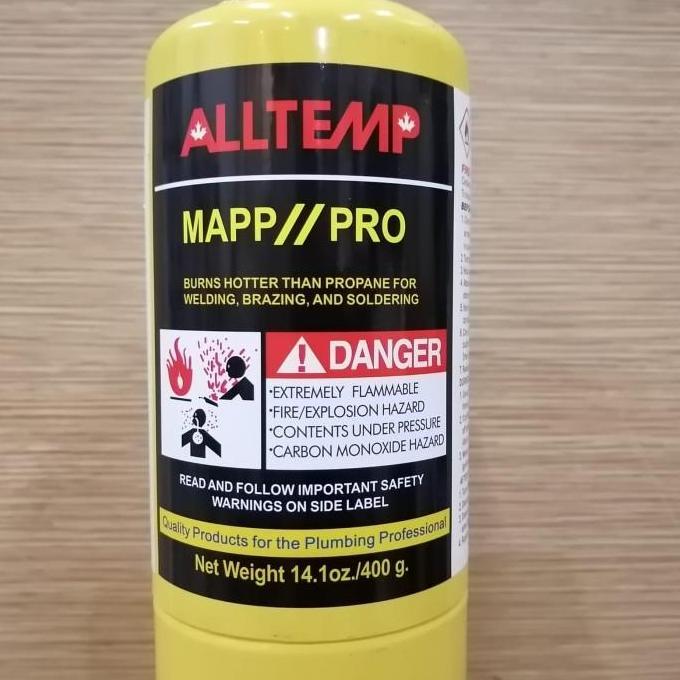 ALLTEMP
MAPP//PRO
BURNS HOTTER THAN PROPANE FOR
WELDING, BRAZING, AND SOLDERING
DANGER
•EXTREMELY FLAMMABLE
•FIRE/EXPLOSION HAZARD
•CONTENTS UNDER PRESSURE
•CARBON MONOXIDE HAZARD
READ AND FOLLOW IMPORTANT SAFETY
WARNINGS ON SIDE LABEL
Quality Products for the Plumbing Professional
Net Weight 14.1oz./400 g.